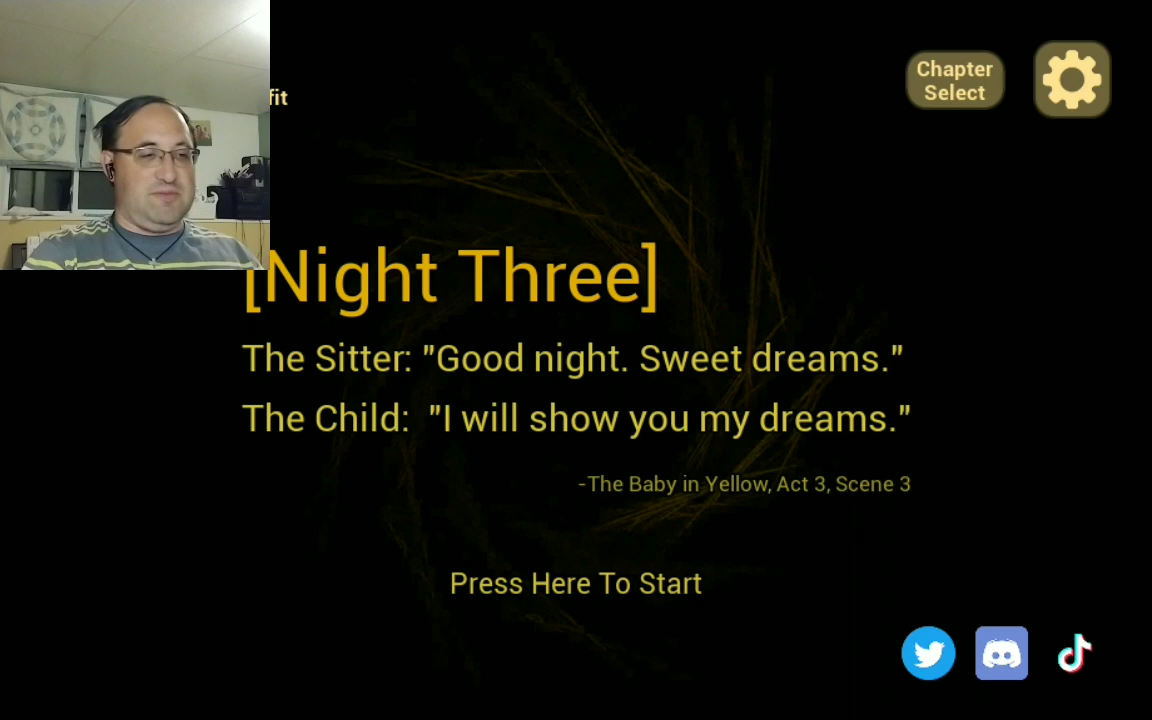 fit
Chapter
Select
[Night Three]
The Sitter: "Good night. Sweet dreams."
The Child: "I will show you my dreams."
-The Baby in Yellow, Act 3, Scene 3
Press Here To Start